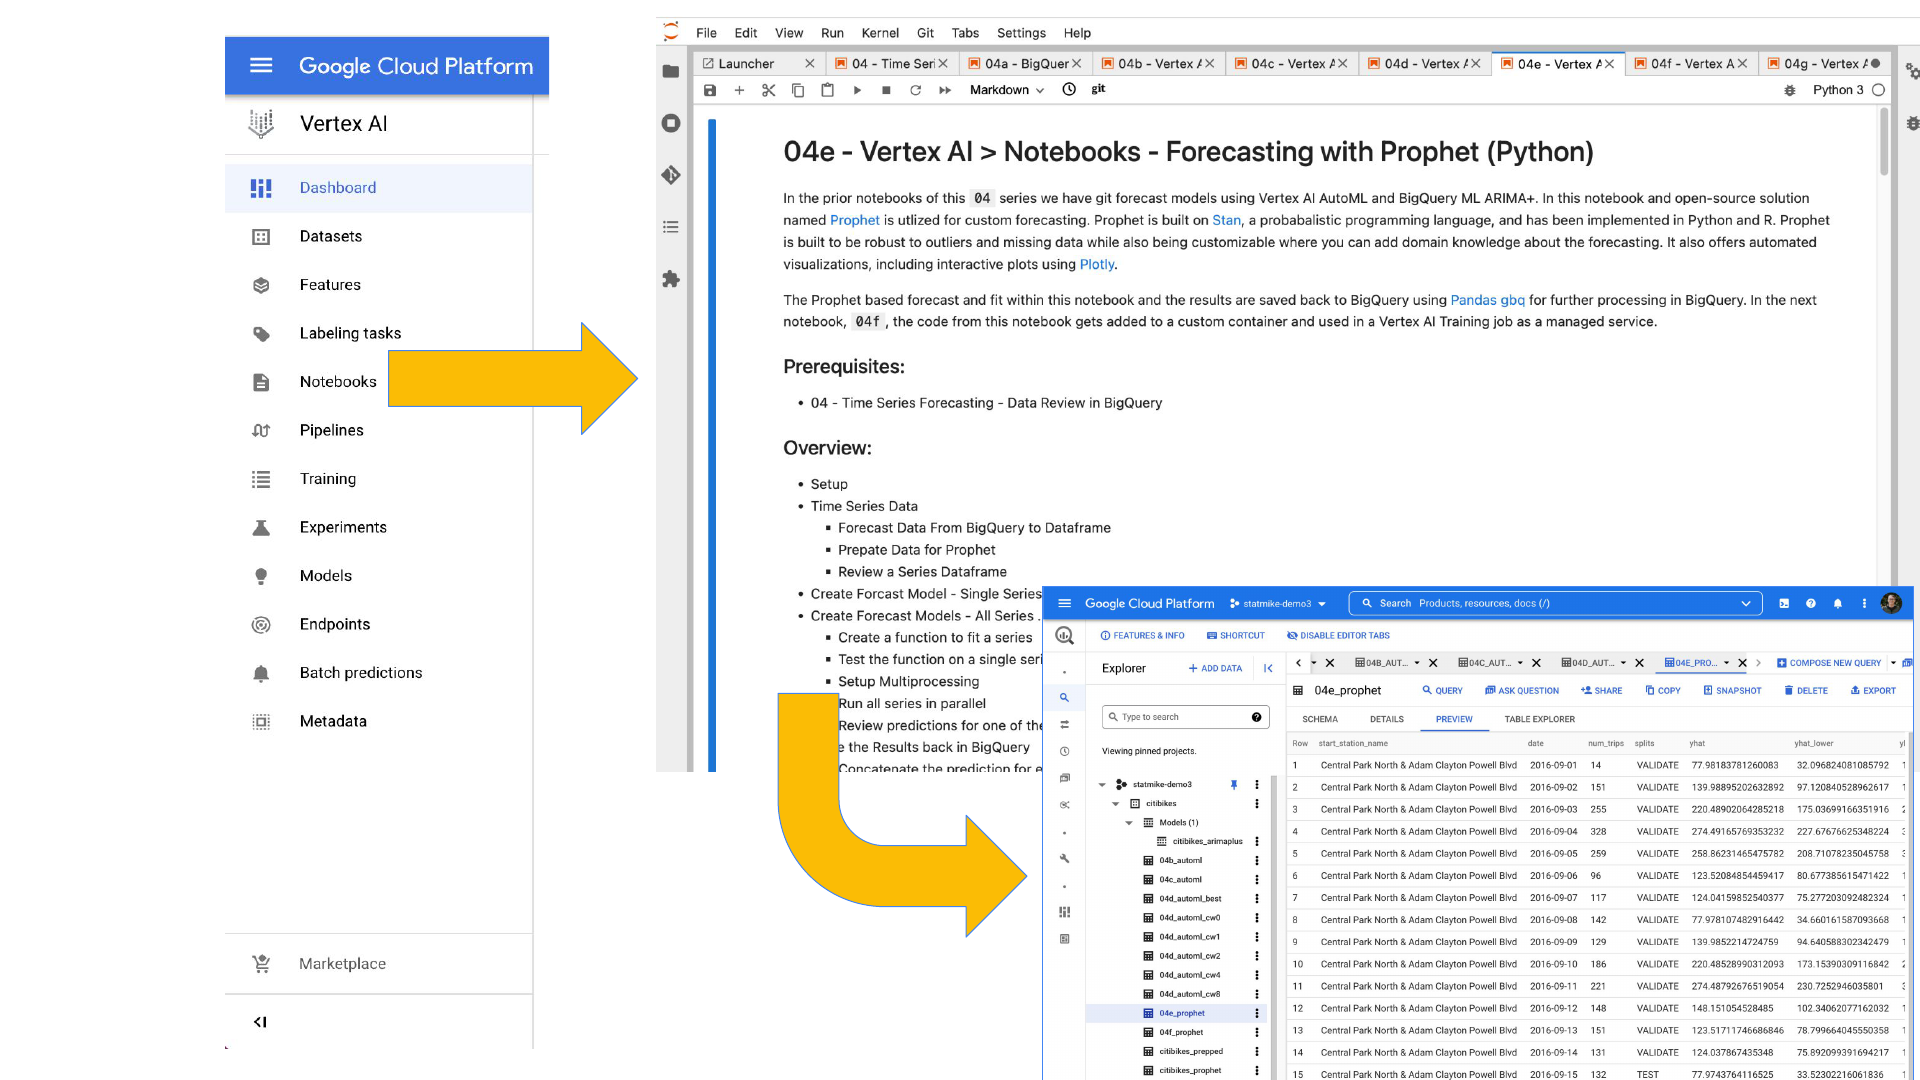 Google Cloud Platform
Vertex AI
Dashboard
Datasets
Features
Labeling tasks
Notebooks
Pipelines
Training
Experiments
Models
Endpoints
Batch predictions
Metadata
Marketplace
File Edit View Run Kernel Git Tabs Settings Help
Launcher 04 - Time Seri 04a - BigQuer 04b - Vertex A 04c - Vertex A 04d - Vertex A 04e - Vertex A 04f - Vertex A 04g - Vertex A
Markdown git Python 3
04e - Vertex AI > Notebooks - Forecasting with Prophet (Python)
In the prior notebooks of this 04 series we have git forecast models using Vertex AI AutoML and BigQuery ML ARIMA+. In this notebook and open-source solution
named Prophet is utlized for custom forecasting. Prophet is built on Stan, a probabalistic programming language, and has been implemented in Python and R. Prophet
is built to be robust to outliers and missing data while also being customizable where you can add domain knowledge about the forecasting. It also offers automated
visualizations, including interactive plots using Plotly.
The Prophet based forecast and fit within this notebook and the results are saved back to BigQuery using Pandas gbq for further processing in BigQuery. In the next
notebook, 04f, the code from this notebook gets added to a custom container and used in a Vertex AI Training job as a managed service.
Prerequisites:
• 04 - Time Series Forecasting - Data Review in BigQuery
Overview:
• Setup
• Time Series Data
▪ Forecast Data From BigQuery to Dataframe
▪ Prepate Data for Prophet
▪ Review a Series Dataframe
• Create Forcast Model - Single Series
• Create Forecast Models - All Series .
▪ Create a function to fit a series
▪ Test the function on a single seri
▪ Setup Multiprocessing
Run all series in parallel
Review predictions for one of the
e the Results back in BigQuery
Concatenate the prediction for e
Google Cloud Platform statmike-demo3 Search Products, resources, docs (/)
FEATURES & INFO SHORTCUT DISABLE EDITOR TABS
Explorer + ADD DATA
Type to search
Viewing pinned projects.
statmike-demo3
citibikes
Models (1)
citibikes_arimaplus
04b_automl
04c_automl
04d_automl_best
04d_automl_cw0
04d_automl_cw1
04d_automl_cw2
04d_automl_cw4
04d_automl_cw8
04e_prophet
04f_prophet
citibikes_prepped
citibikes_prophet
04B_AUT... 04C_AUT... 04D_AUT... 04E_PRO... COMPOSE NEW QUERY
04e_prophet QUERY ASK QUESTION SHARE COPY SNAPSHOT DELETE EXPORT
SCHEMA DETAILS PREVIEW TABLE EXPLORER
Row start_station_name date num_trips splits yhat yhat_lower yl
1 Central Park North & Adam Clayton Powell Blvd 2016-09-01 14 VALIDATE 77.98183781260083 32.096824081085792 1
2 Central Park North & Adam Clayton Powell Blvd 2016-09-02 151 VALIDATE 139.98895202632892 97.120840528962617 1
3 Central Park North & Adam Clayton Powell Blvd 2016-09-03 255 VALIDATE 220.48902064285218 175.03699166351916 2
4 Central Park North & Adam Clayton Powell Blvd 2016-09-04 328 VALIDATE 274.49165769353232 227.67676625348224 3
5 Central Park North & Adam Clayton Powell Blvd 2016-09-05 259 VALIDATE 258.86231465475782 208.71078235045758 3
6 Central Park North & Adam Clayton Powell Blvd 2016-09-06 96 VALIDATE 123.52084854459417 80.677385615471422 1
7 Central Park North & Adam Clayton Powell Blvd 2016-09-07 117 VALIDATE 124.04159852540377 75.277203092482324 1
8 Central Park North & Adam Clayton Powell Blvd 2016-09-08 142 VALIDATE 77.978107482916442 34.660161587093668 1
9 Central Park North & Adam Clayton Powell Blvd 2016-09-09 129 VALIDATE 139.9852214724759 94.640588302342479 1
10 Central Park North & Adam Clayton Powell Blvd 2016-09-10 186 VALIDATE 220.48528990312093 173.15390309116842 2
11 Central Park North & Adam Clayton Powell Blvd 2016-09-11 221 VALIDATE 274.48792676519054 230.7252946035801 3
12 Central Park North & Adam Clayton Powell Blvd 2016-09-12 148 VALIDATE 148.151054528485 102.34062077162032 1
13 Central Park North & Adam Clayton Powell Blvd 2016-09-13 151 VALIDATE 123.51711746686846 78.799664045550358 1
14 Central Park North & Adam Clayton Powell Blvd 2016-09-14 131 VALIDATE 124.037867435348 75.892099391694217 1
15 Central Park North & Adam Clayton Powell Blvd 2016-09-15 132 TEST 77.9743764116525 33.52302216061836 1